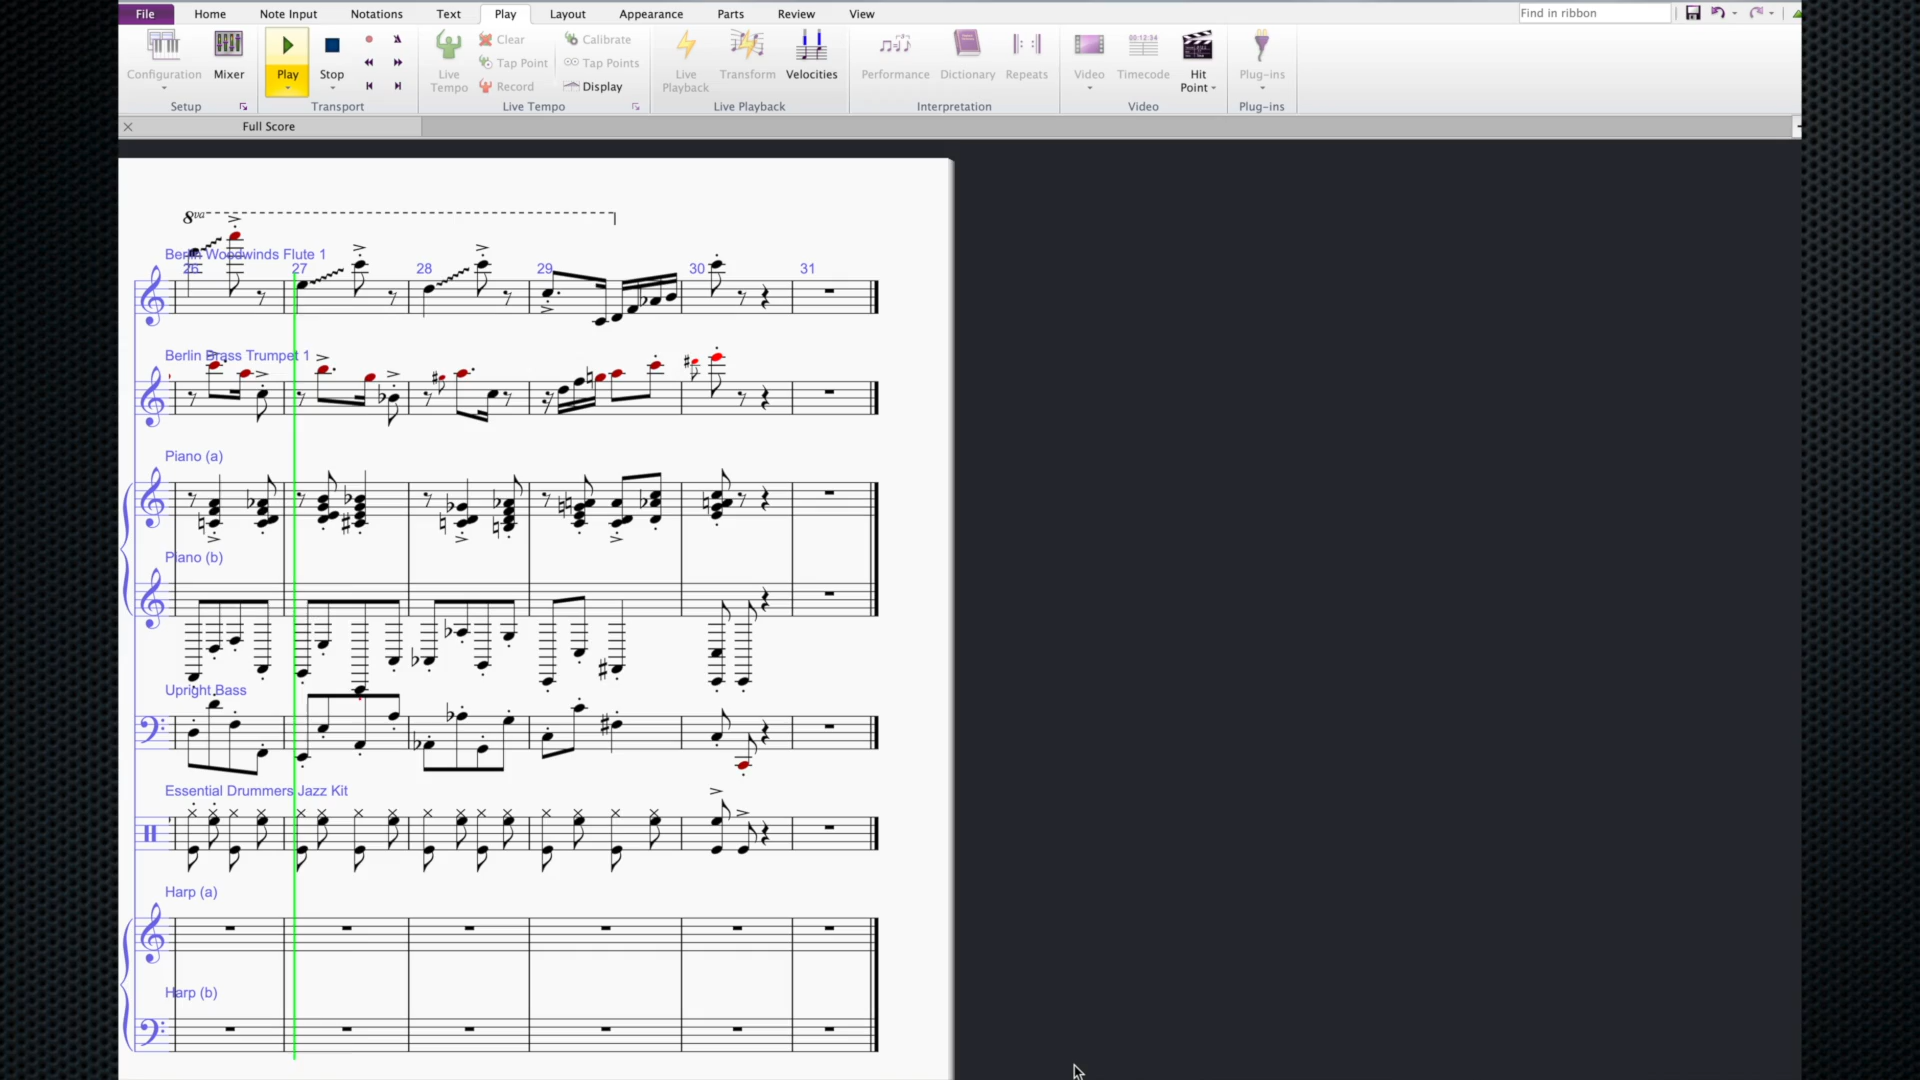 File Home Note Input Notations Text Play Layout Appearance Parts Review View Find in ribbon
Clear Calibrate 00:12:34
Tap Point Tap Points
Configuration Mixer Play Stop Live Tempo Record Display Live Playback Transform Velocities Performance Dictionary Repeats Video Timecode Hit Point Plug-ins
Setup Transport Live Tempo Live Playback Interpretation Video Plug-ins
Full Score
8va
Berlin Woodwinds Flute 1
26 27 28 29 30 31
Berlin Brass Trumpet 1
Piano (a)
Piano (b)
Upright Bass
Essential Drummers Jazz Kit
Harp (a)
Harp (b)